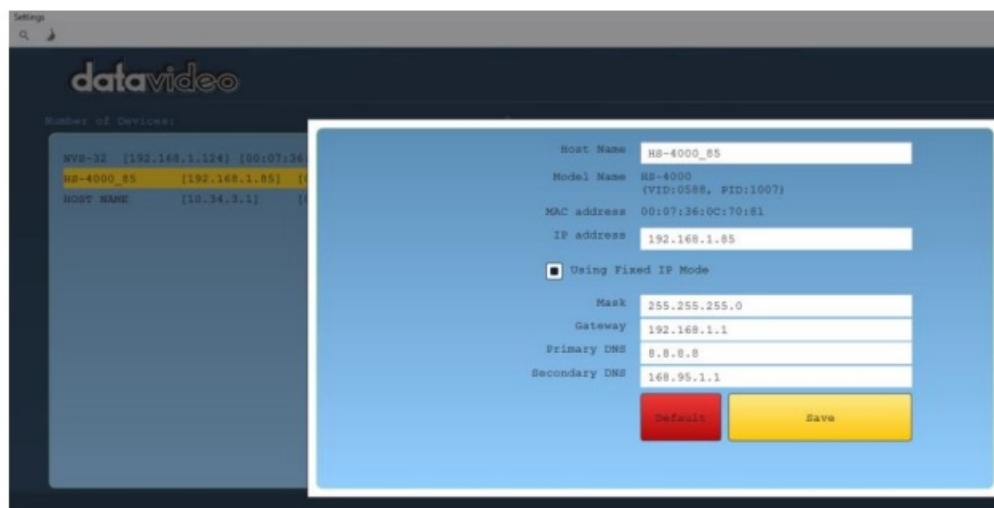 Settings
datavideo
Number of Devices:
NVS-32 [192.168.1.124] [00:07:36
HS-4000_85 [192.168.1.85]
HOST NAME [10.34.3.1]
Host Name HS-4000_85
Model Name HS-4000
(VID:0588, PID:1007)
MAC address 00:07:36:0C:70:81
IP address 192.168.1.85
Using Fixed IP Mode
Mask 255.255.255.0
Gateway 192.168.1.1
Primary DNS 8.8.8.8
Secondary DNS 168.95.1.1
Default Save